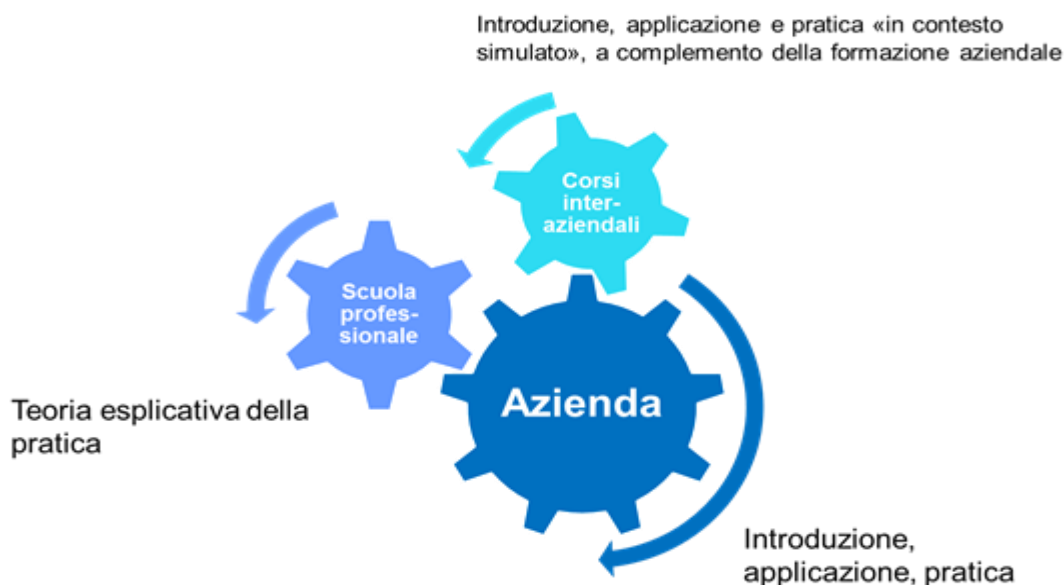 Introduzione, applicazione e pratica «in contesto
simulato», a complemento della formazione aziendale
Corsi
inter-
aziendali
Scuola
profes-
sionale
Azienda
Teoria esplicativa della
pratica
Introduzione,
applicazione, pratica